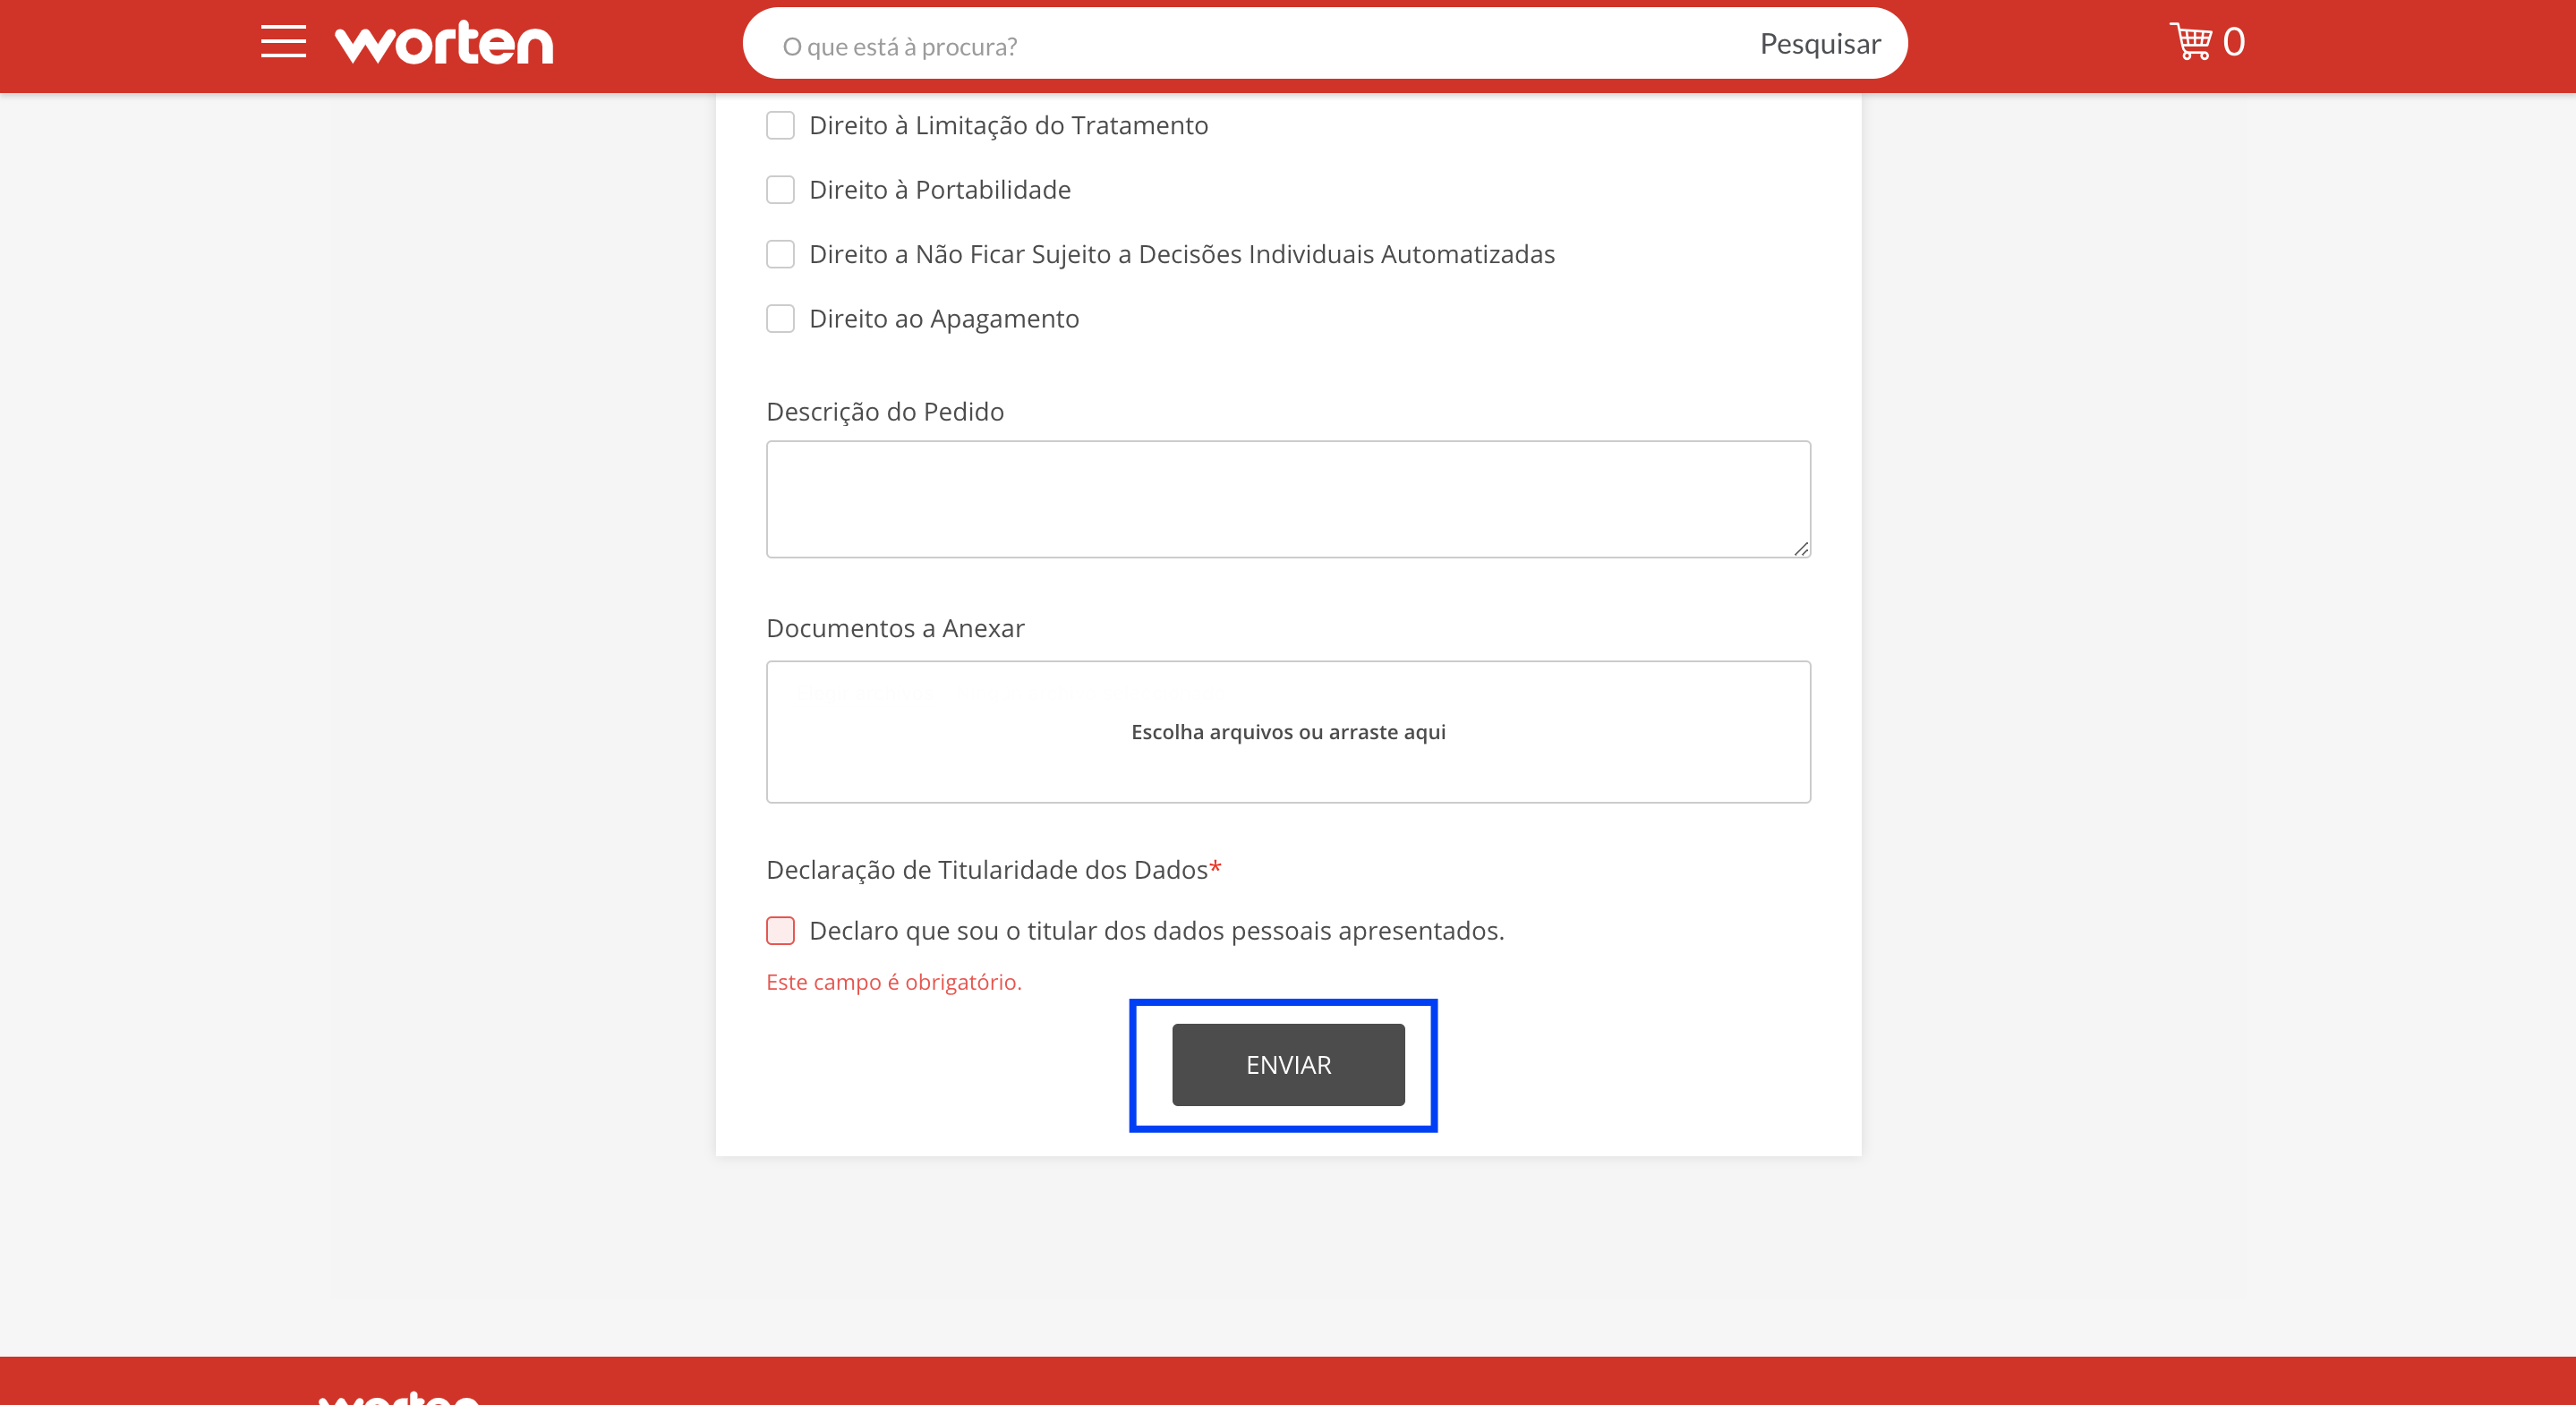 worten
O que está à procura?
Pesquisar
0
Direito à Limitação do Tratamento
Direito à Portabilidade
Direito a Não Ficar Sujeito a Decisões Individuais Automatizadas
Direito ao Apagamento
Descrição do Pedido
Documentos a Anexar
Escolha arquivos ou arraste aqui
Declaração de Titularidade dos Dados*
Declaro que sou o titular dos dados pessoais apresentados.
Este campo é obrigatório.
ENVIAR
worten